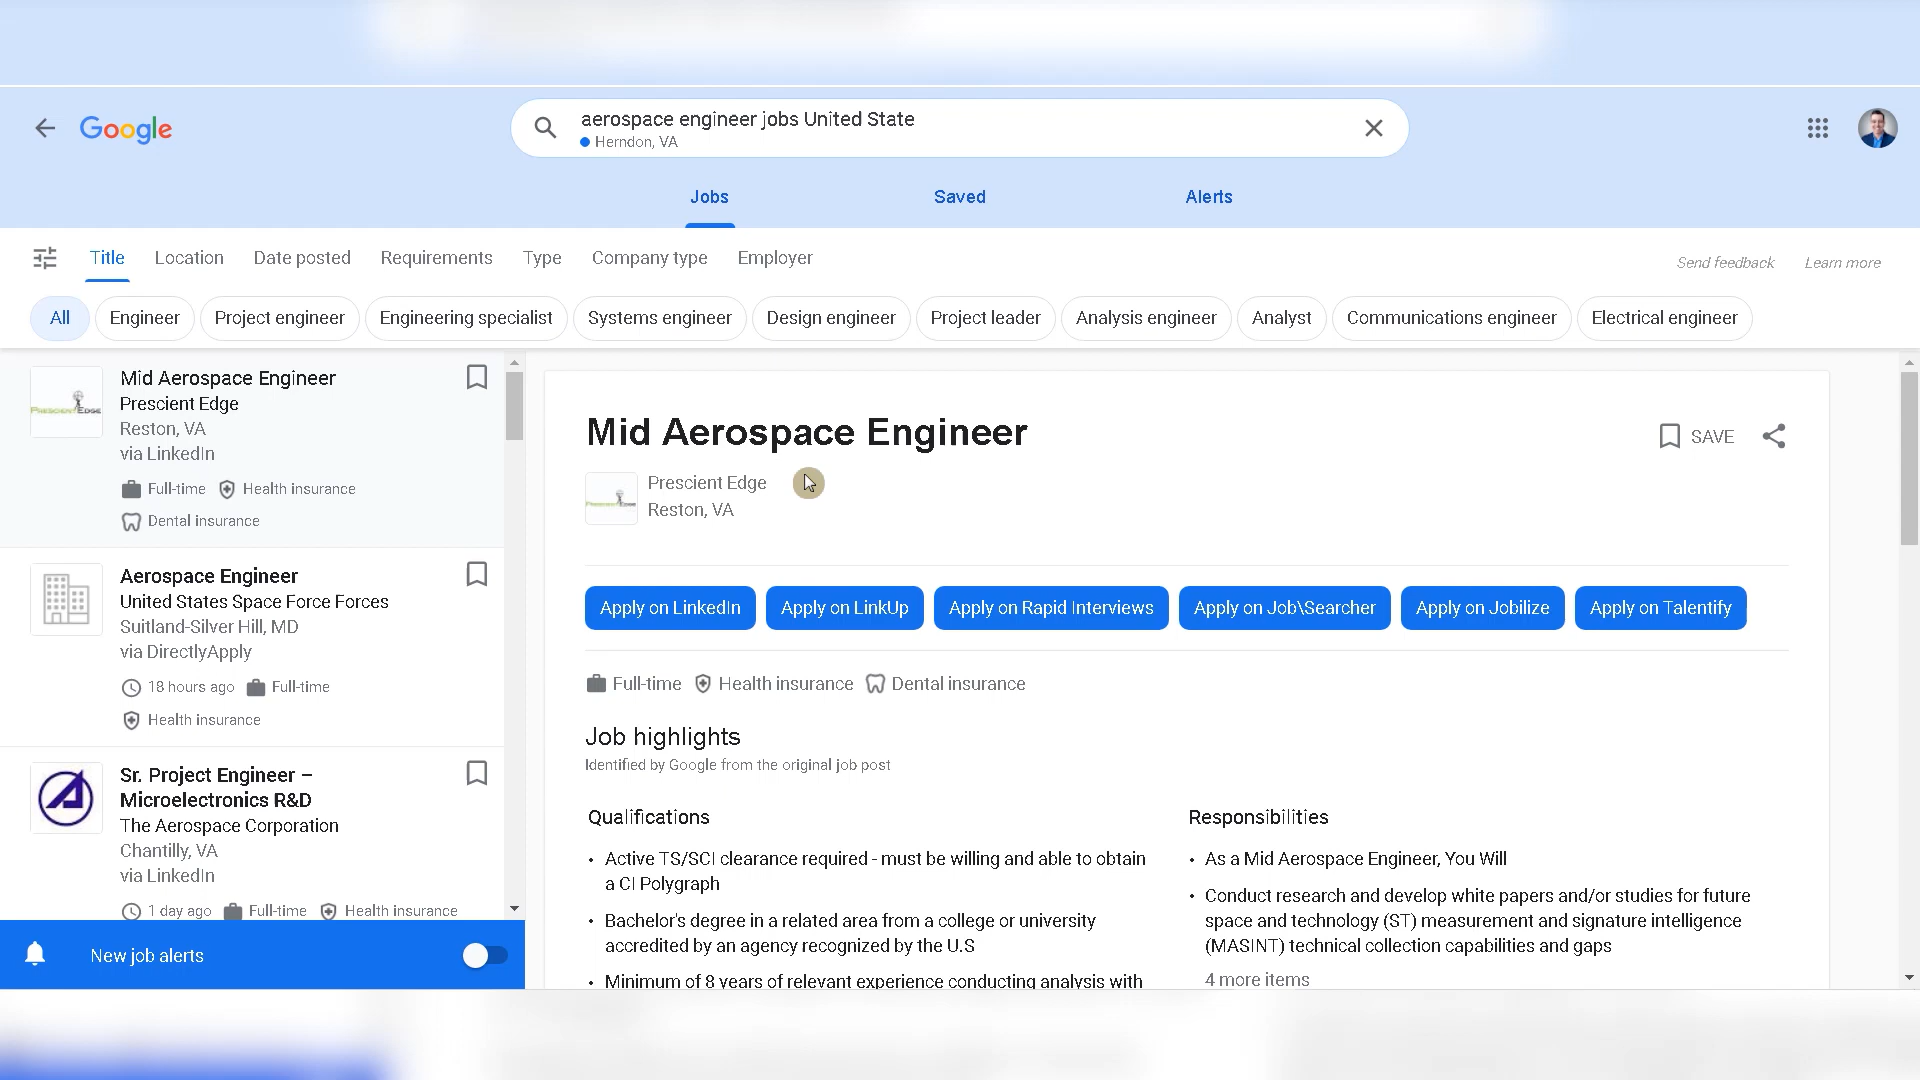 Google
aerospace engineer jobs United State
Herndon, VA
Jobs
Saved
Alerts
Title
Location
Date posted
Requirements
Type
Company type
Employer
Send feedback
Learn more
All
Engineer
Project engineer
Engineering specialist
Systems engineer
Design engineer
Project leader
Analysis engineer
Analyst
Communications engineer
Electrical engineer
PRESCIENT EDGE
Mid Aerospace Engineer
Prescient Edge
Reston, VA
via LinkedIn
Full-time
Health insurance
Dental insurance
Aerospace Engineer
United States Space Force Forces
Suitland-Silver Hill, MD
via DirectlyApply
18 hours ago
Full-time
Health insurance
Sr. Project Engineer –
Microelectronics R&D
The Aerospace Corporation
Chantilly, VA
via LinkedIn
1 day ago
Full-time
Health insurance
New job alerts
Mid Aerospace Engineer
SAVE
PRESCIENT EDGE
Prescient Edge
Reston, VA
Apply on LinkedIn
Apply on LinkUp
Apply on Rapid Interviews
Apply on Job\Searcher
Apply on Jobilize
Apply on Talentify
Full-time
Health insurance
Dental insurance
Job highlights
Identified by Google from the original job post
Qualifications
• Active TS/SCI clearance required - must be willing and able to obtain
a CI Polygraph
• Bachelor's degree in a related area from a college or university
accredited by an agency recognized by the U.S
• Minimum of 8 years of relevant experience conducting analysis with
Responsibilities
• As a Mid Aerospace Engineer, You Will
• Conduct research and develop white papers and/or studies for future
space and technology (ST) measurement and signature intelligence
(MASINT) technical collection capabilities and gaps
4 more items